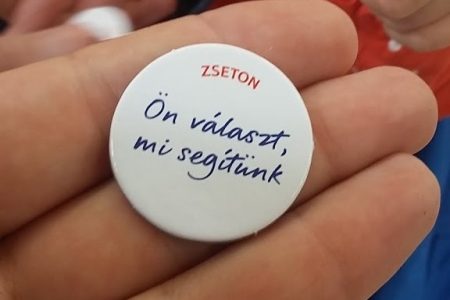 ZSETON
Ön választ,
mi segítünk